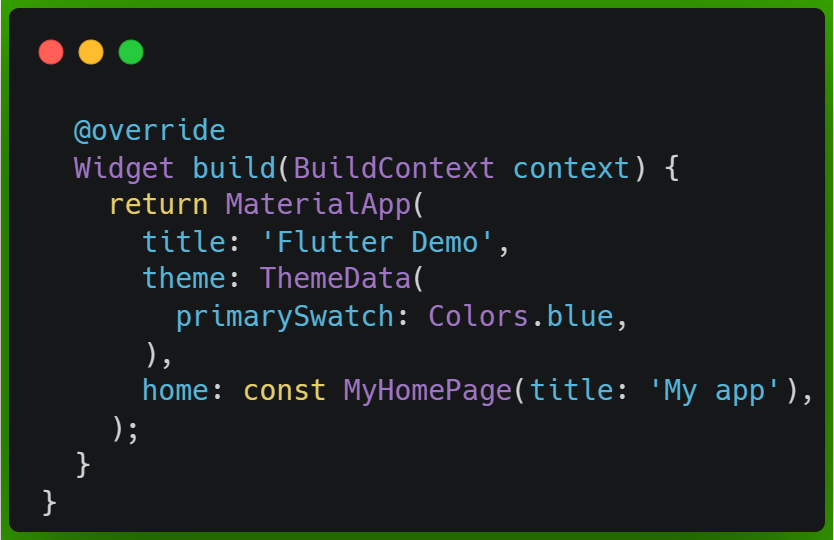 @override
Widget build(BuildContext context) {
return MaterialApp(
title: 'Flutter Demo',
theme: ThemeData(
primarySwatch: Colors.blue,
),
home: const MyHomePage(title: 'My app'),
);
}
}